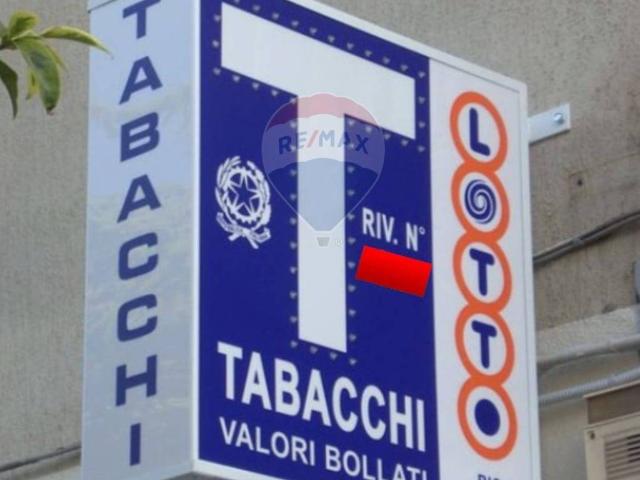 TABACCHI
RE/MAX
RIV. N°
TABACCHI
VALORI BOLLATI
LOTTO